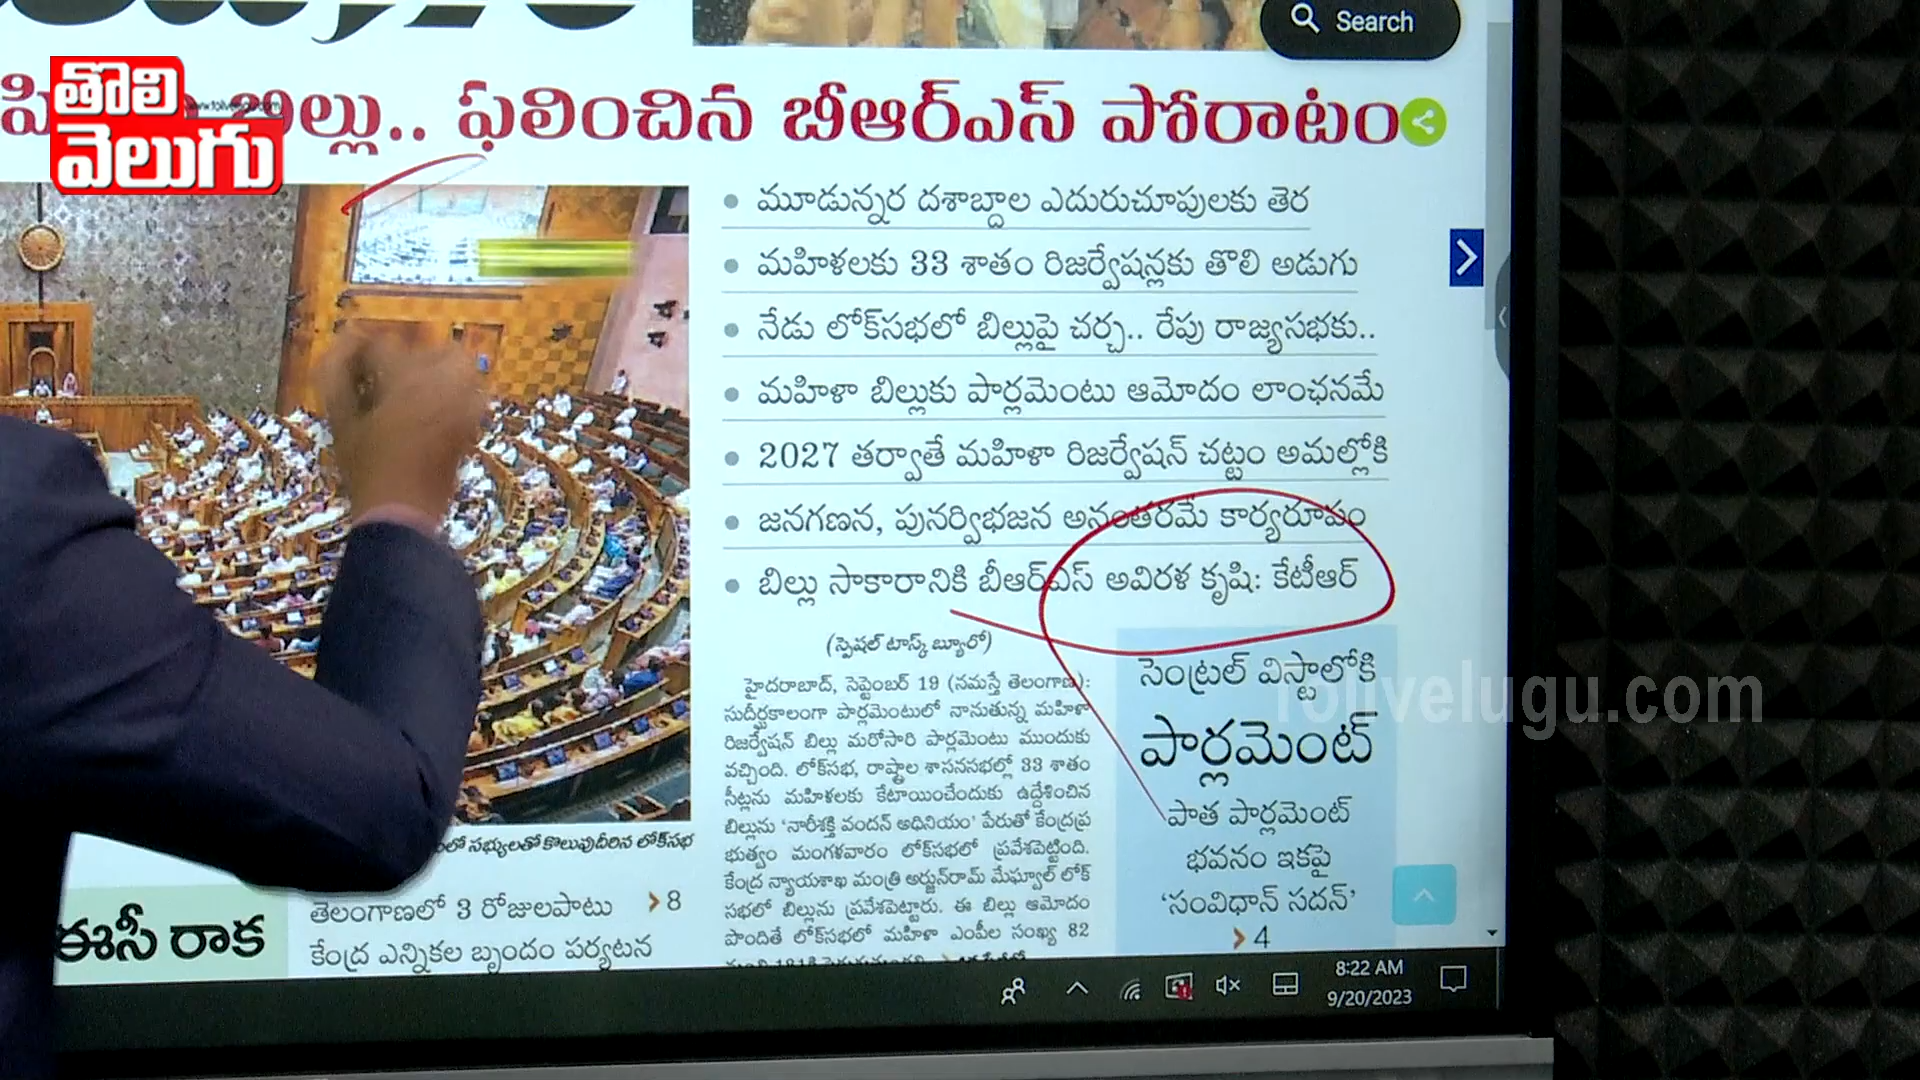 Search
తొలి
వెలుగు
బిల్లు.. ఫలించిన బీఆర్ఎస్ పోరాటం
మూడున్నర దశాబ్దాల ఎదురుచూపులకు తెర
మహిళలకు 33 శాతం రిజర్వేషన్లకు తొలి అడుగు
నేడు లోక్‌సభలో బిల్లుపై చర్చ.. రేపు రాజ్యసభకు..
మహిళా బిల్లుకు పార్లమెంటు ఆమోదం లాంఛనమే
2027 తర్వాతే మహిళా రిజర్వేషన్ చట్టం అమల్లోకి
జనగణన, పునర్విభజన అనంతరమే కార్యరూపం
బిల్లు సాకారానికి బీఆర్ఎస్ అవిరళ కృషి: కేటీఆర్
(స్పెషల్ టాస్క్ బ్యూరో)
హైదరాబాద్, సెప్టెంబర్ 19 (నమస్తే తెలంగాణ):
సుదీర్ఘకాలంగా పార్లమెంటులో నానుతున్న మహిళా
రిజర్వేషన్ బిల్లు మరోసారి పార్లమెంటు ముందుకు
వచ్చింది. లోక్‌సభ, రాష్ట్రాల శాసనసభల్లో 33 శాతం
సీట్లను మహిళలకు కేటాయించేందుకు ఉద్దేశించిన
బిల్లును 'నారీశక్తి వందన్ అధినియం' పేరుతో కేంద్రప్ర
భుత్వం మంగళవారం లోక్‌సభలో ప్రవేశపెట్టింది.
కేంద్ర న్యాయశాఖ మంత్రి అర్జున్‌రామ్ మేఘ్వాల్ లోక్
సభలో బిల్లును ప్రవేశపెట్టారు. ఈ బిల్లు ఆమోదం
పొందితే లోక్‌సభలో మహిళా ఎంపీల సంఖ్య 82
సెంట్రల్ విస్టాలోకి
పార్లమెంట్
పాత పార్లమెంట్
భవనం ఇకపై
'సంవిధాన్ సదన్'
4
సభ్యులతో కొలువుదీరిన లోక్‌సభ
ఈసీ రాక
తెలంగాణలో 3 రోజులపాటు 8
కేంద్ర ఎన్నికల బృందం పర్యటన
tolivelugu.com
8:22 AM
9/20/2023